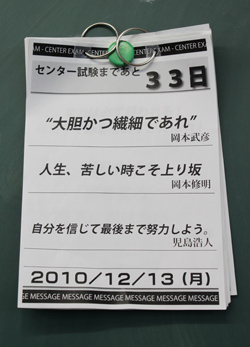 EXAM - CENTER EXAM - CENTER EXAM
センター試験まであと 33日
“大胆かつ繊細であれ”
岡本武彦
人生、苦しい時こそ上り坂
岡本修明
自分を信じて最後まで努力しよう。
児島浩人
2010/12/13(月)
MESSAGE MESSAGE MESSAGE MESSAGE MESSAGE MESSAGE